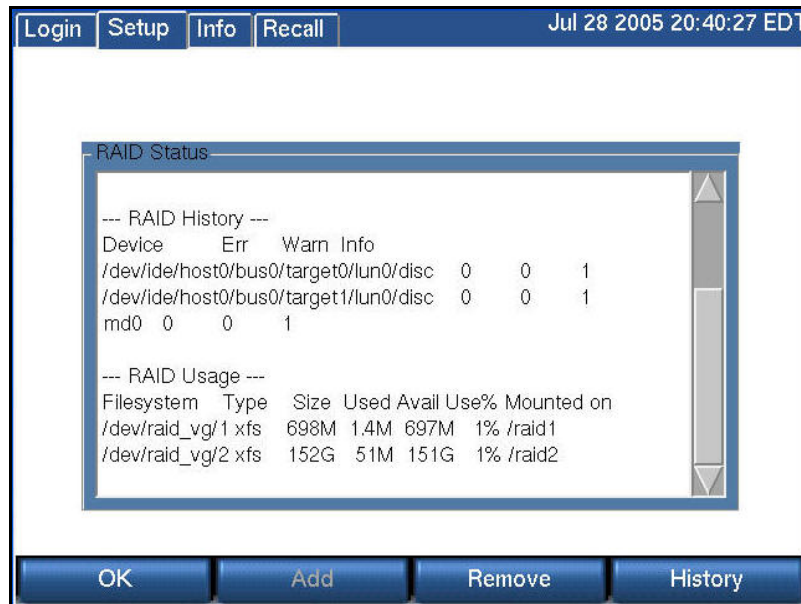 Login Setup Info Recall Jul 28 2005 20:40:27 EDT
RAID Status
--- RAID History ---
Device Err Warn Info
/dev/ide/host0/bus0/target0/lun0/disc 0 0 1
/dev/ide/host0/bus0/target1/lun0/disc 0 0 1
md0 0 0 1
--- RAID Usage ---
Filesystem Type Size Used Avail Use% Mounted on
/dev/raid_vg/1 xfs 698M 1.4M 697M 1% /raid1
/dev/raid_vg/2 xfs 152G 51M 151G 1% /raid2
OK Add Remove History